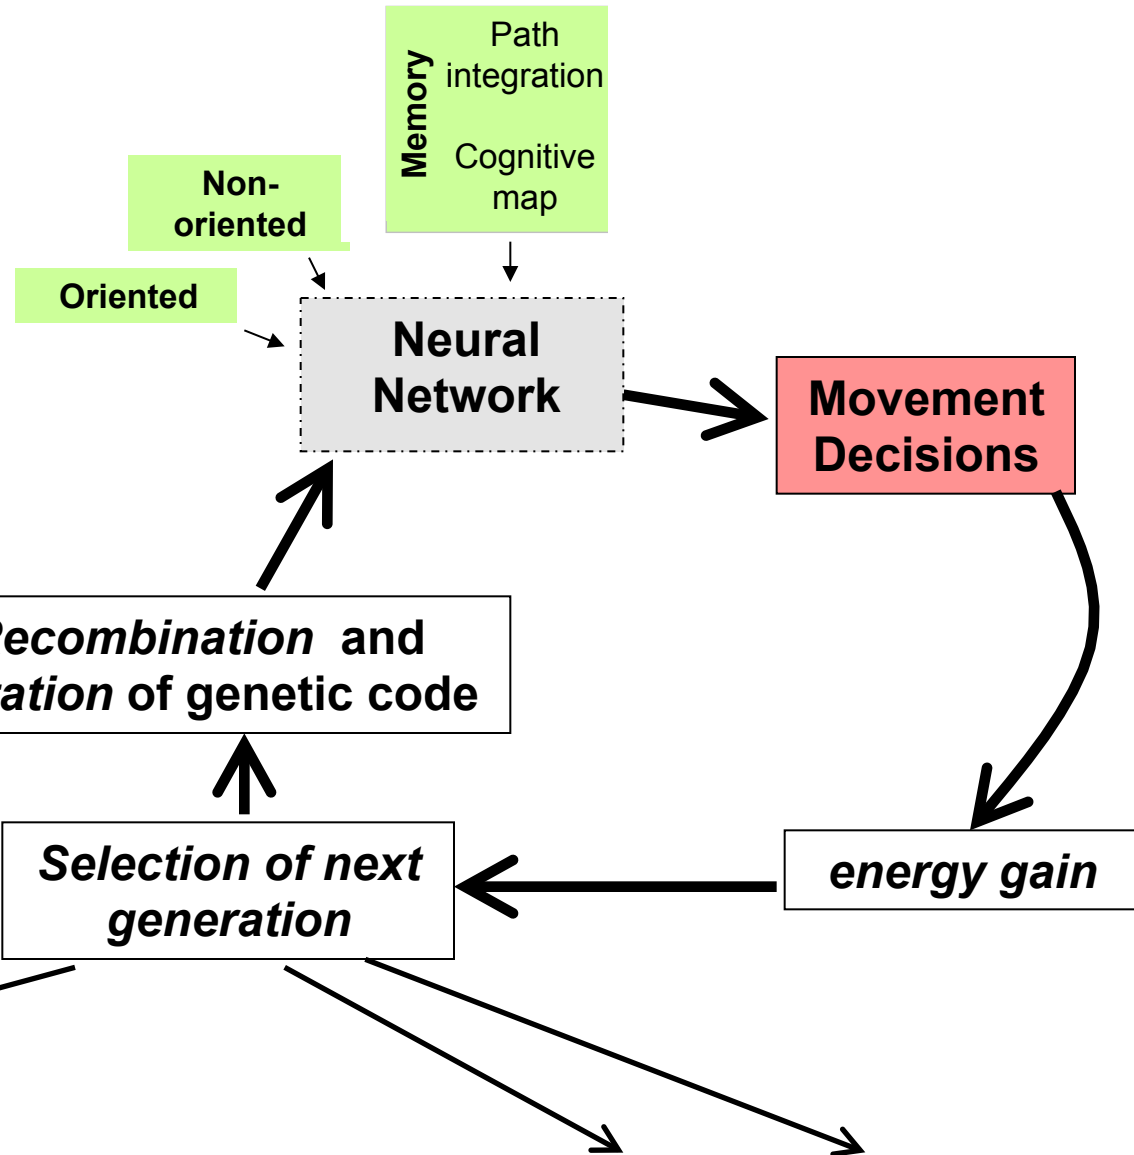 Path
integration
Memory
Cognitive
map
Non-
oriented
Oriented
Neural
Network
Movement
Decisions
and
of genetic code
Selection of next
generation
energy gain